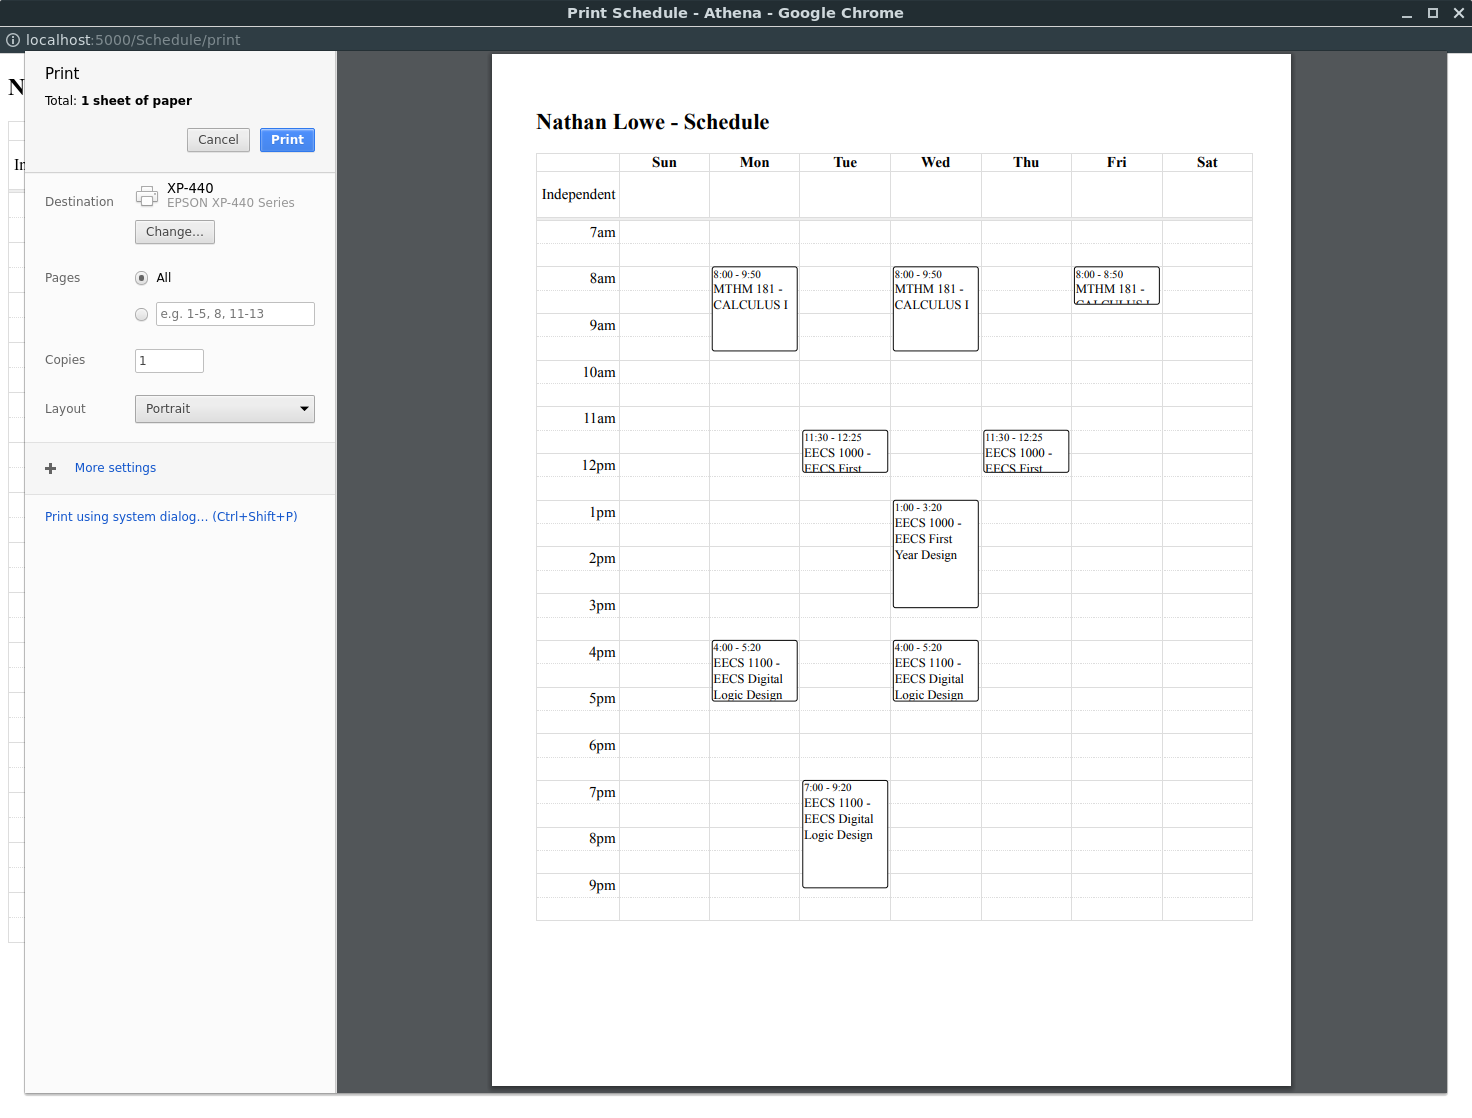 Print Schedule - Athena - Google Chrome
localhost:5000/Schedule/print
N
In
Print
Total: 1 sheet of paper
Cancel
Print
Destination
XP-440
EPSON XP-440 Series
Change...
Pages
All
e.g. 1-5, 8, 11-13
Copies
1
Layout
Portrait
More settings
Print using system dialog... (Ctrl+Shift+P)
Nathan Lowe - Schedule
Sun Mon Tue Wed Thu Fri Sat
Independent
7am
8am
9am
10am
11am
12pm
1pm
2pm
3pm
4pm
5pm
6pm
7pm
8pm
9pm
8:00 - 9:50
MTHM 181 -
CALCULUS I
4:00 - 5:20
EECS 1100 -
EECS Digital
Logic Design
11:30 - 12:25
EECS 1000 -
EECS First
7:00 - 9:20
EECS 1100 -
EECS Digital
Logic Design
8:00 - 9:50
MTHM 181 -
CALCULUS I
1:00 - 3:20
EECS 1000 -
EECS First
Year Design
4:00 - 5:20
EECS 1100 -
EECS Digital
Logic Design
11:30 - 12:25
EECS 1000 -
EECS First
8:00 - 8:50
MTHM 181 -
CALCULUS I